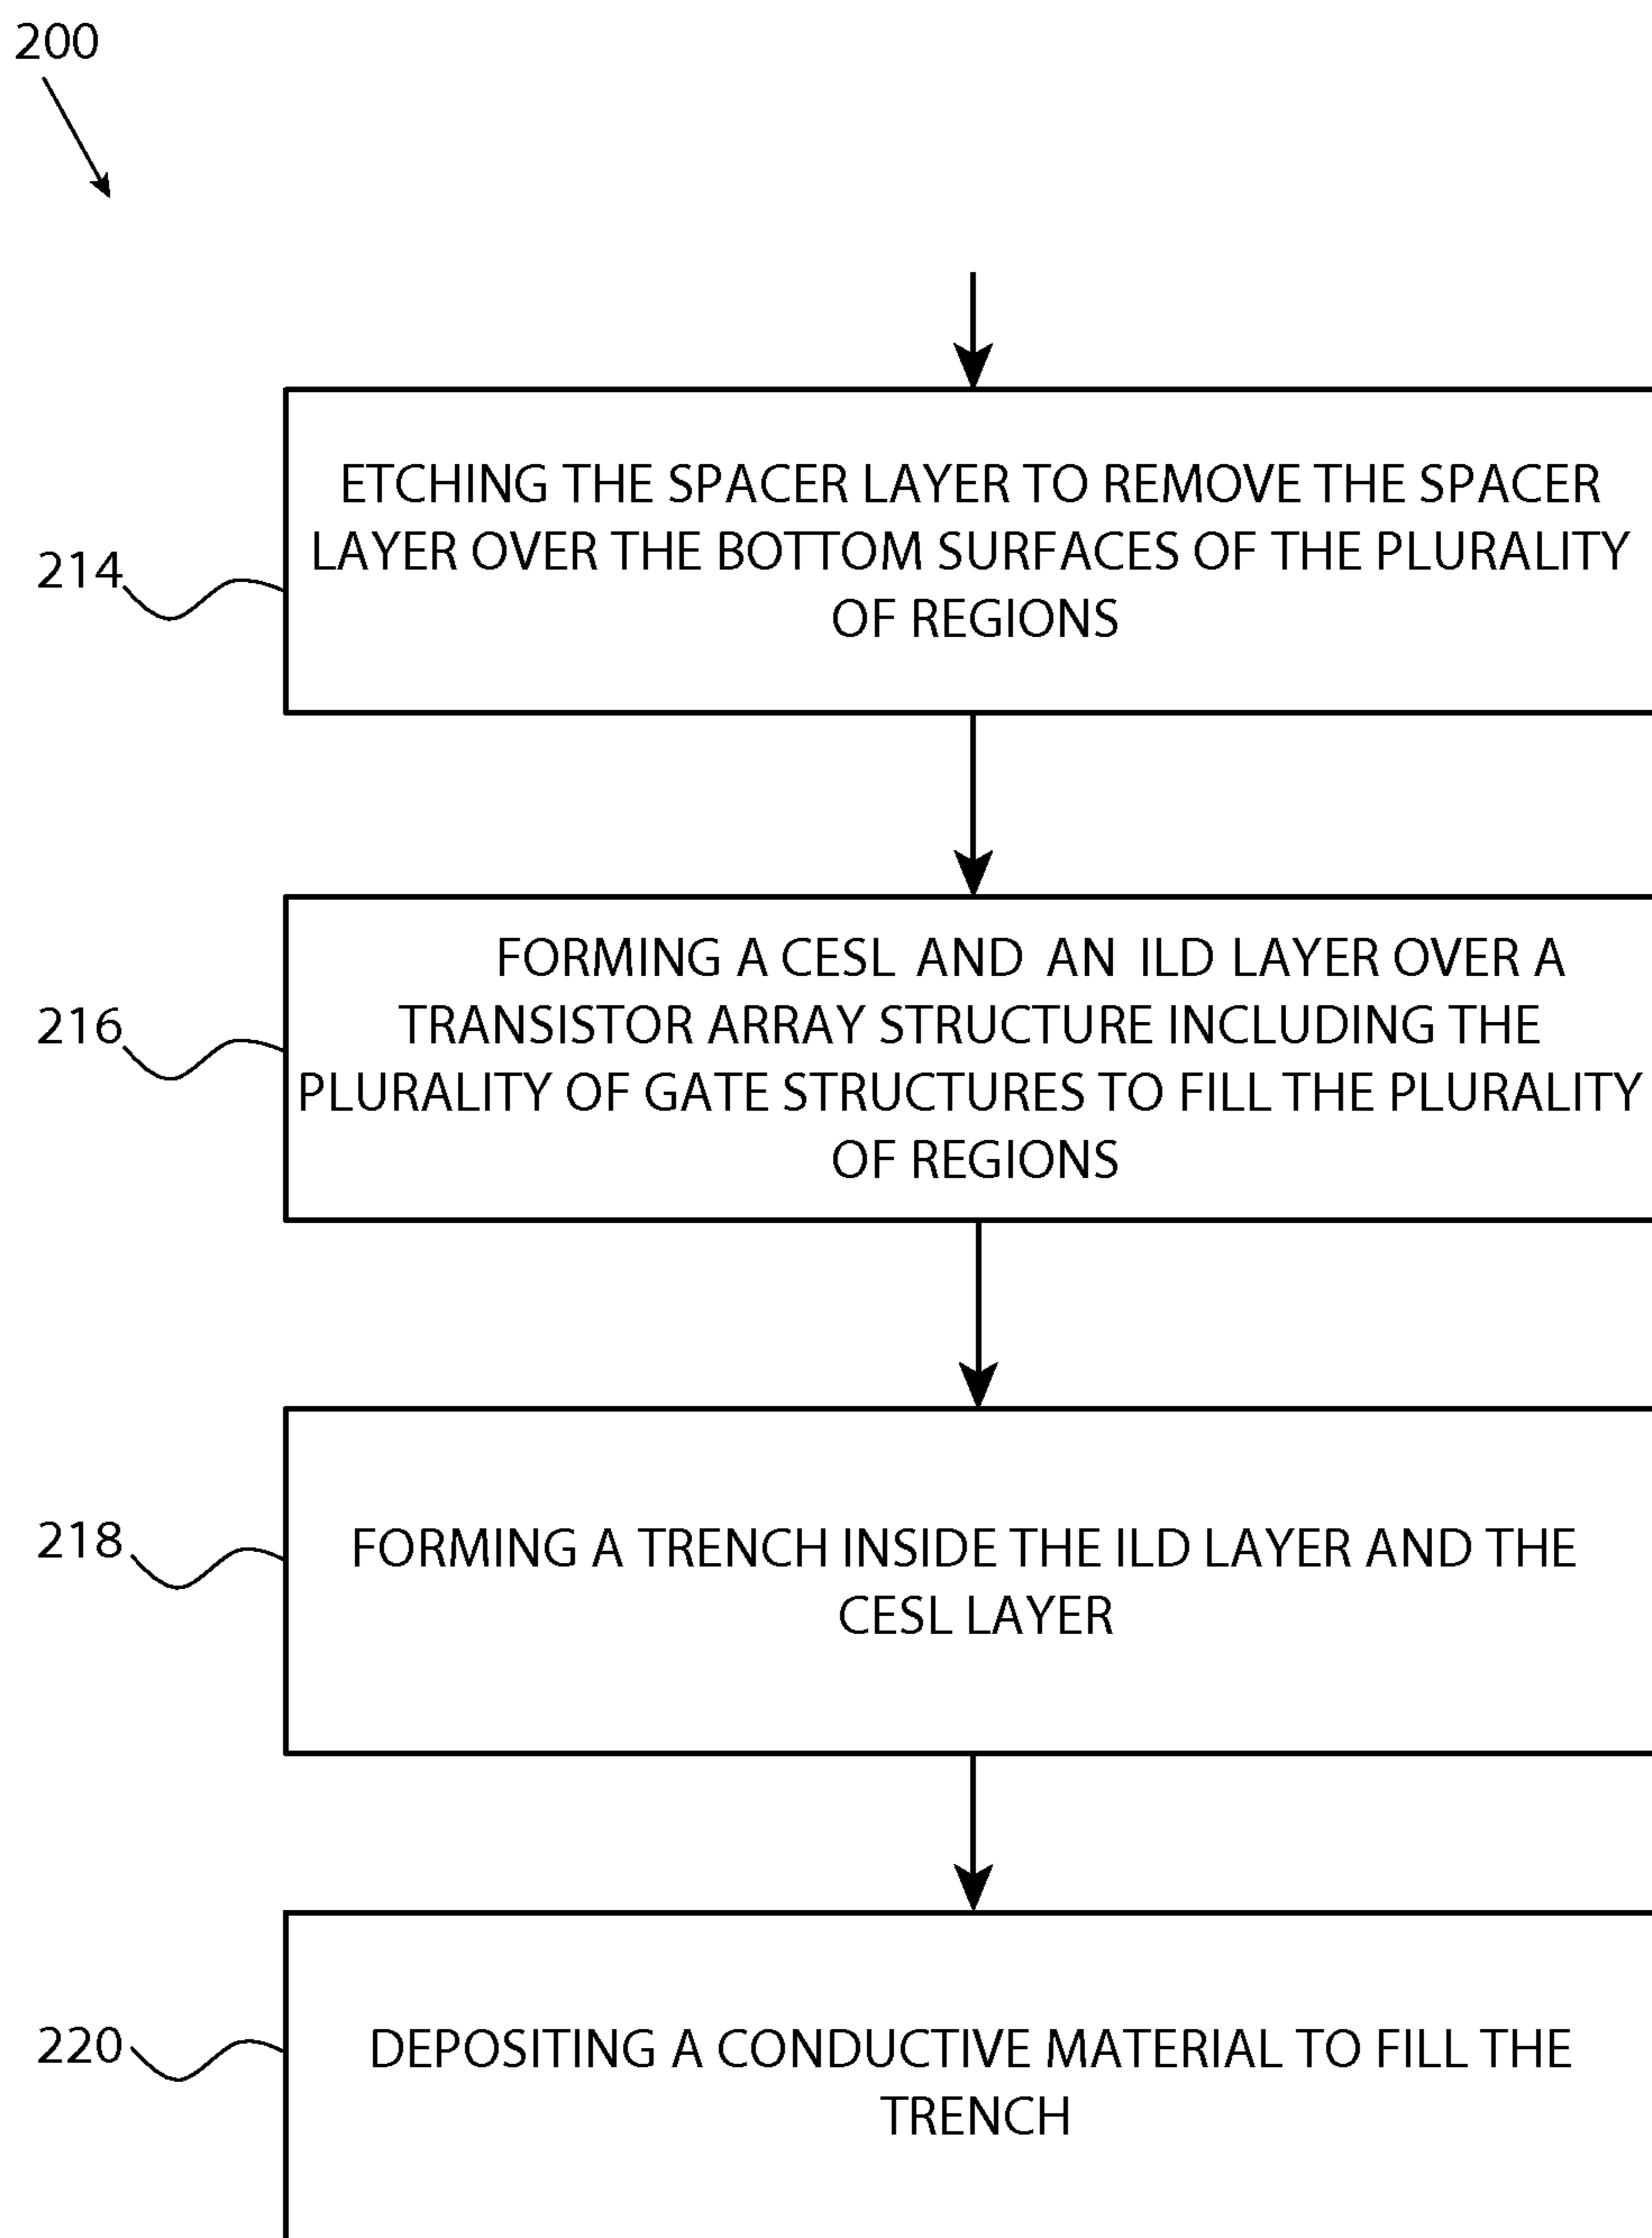 200
ETCHING THE SPACER LAYER TO REMOVE THE SPACER
LAYER OVER THE BOTTOM SURFACES OF THE PLURALITY
OF REGIONS
214
FORMING A CESL AND AN ILD LAYER OVER A
TRANSISTOR ARRAY STRUCTURE INCLUDING THE
PLURALITY OF GATE STRUCTURES TO FILL THE PLURALITY
OF REGIONS
216
FORMING A TRENCH INSIDE THE ILD LAYER AND THE
CESL LAYER
218
DEPOSITING A CONDUCTIVE MATERIAL TO FILL THE
TRENCH
220